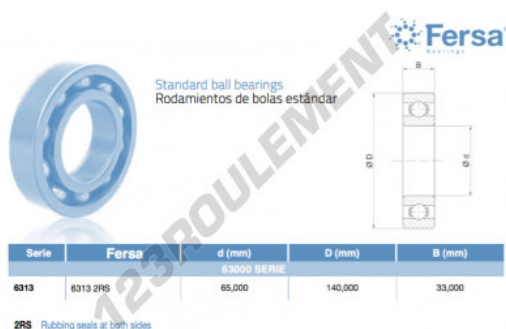 Fersa
Bearings
Standard ball bearings
Rodamientos de bolas estándar
B
Ø D
Ø d
Serie Fersa d (mm) D (mm) B (mm)
63000 SERIE
6313 6313 2RS 65,000 140,000 33,000
2RS Rubbing seals at both sides
123ROULEMENT